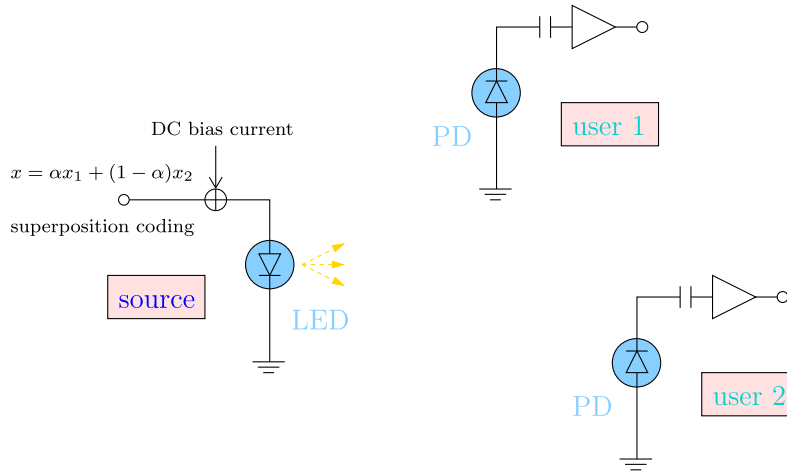 DC bias current
x = αx₁ + (1−α)x₂
superposition coding
source
LED
PD
user 1
PD
user 2